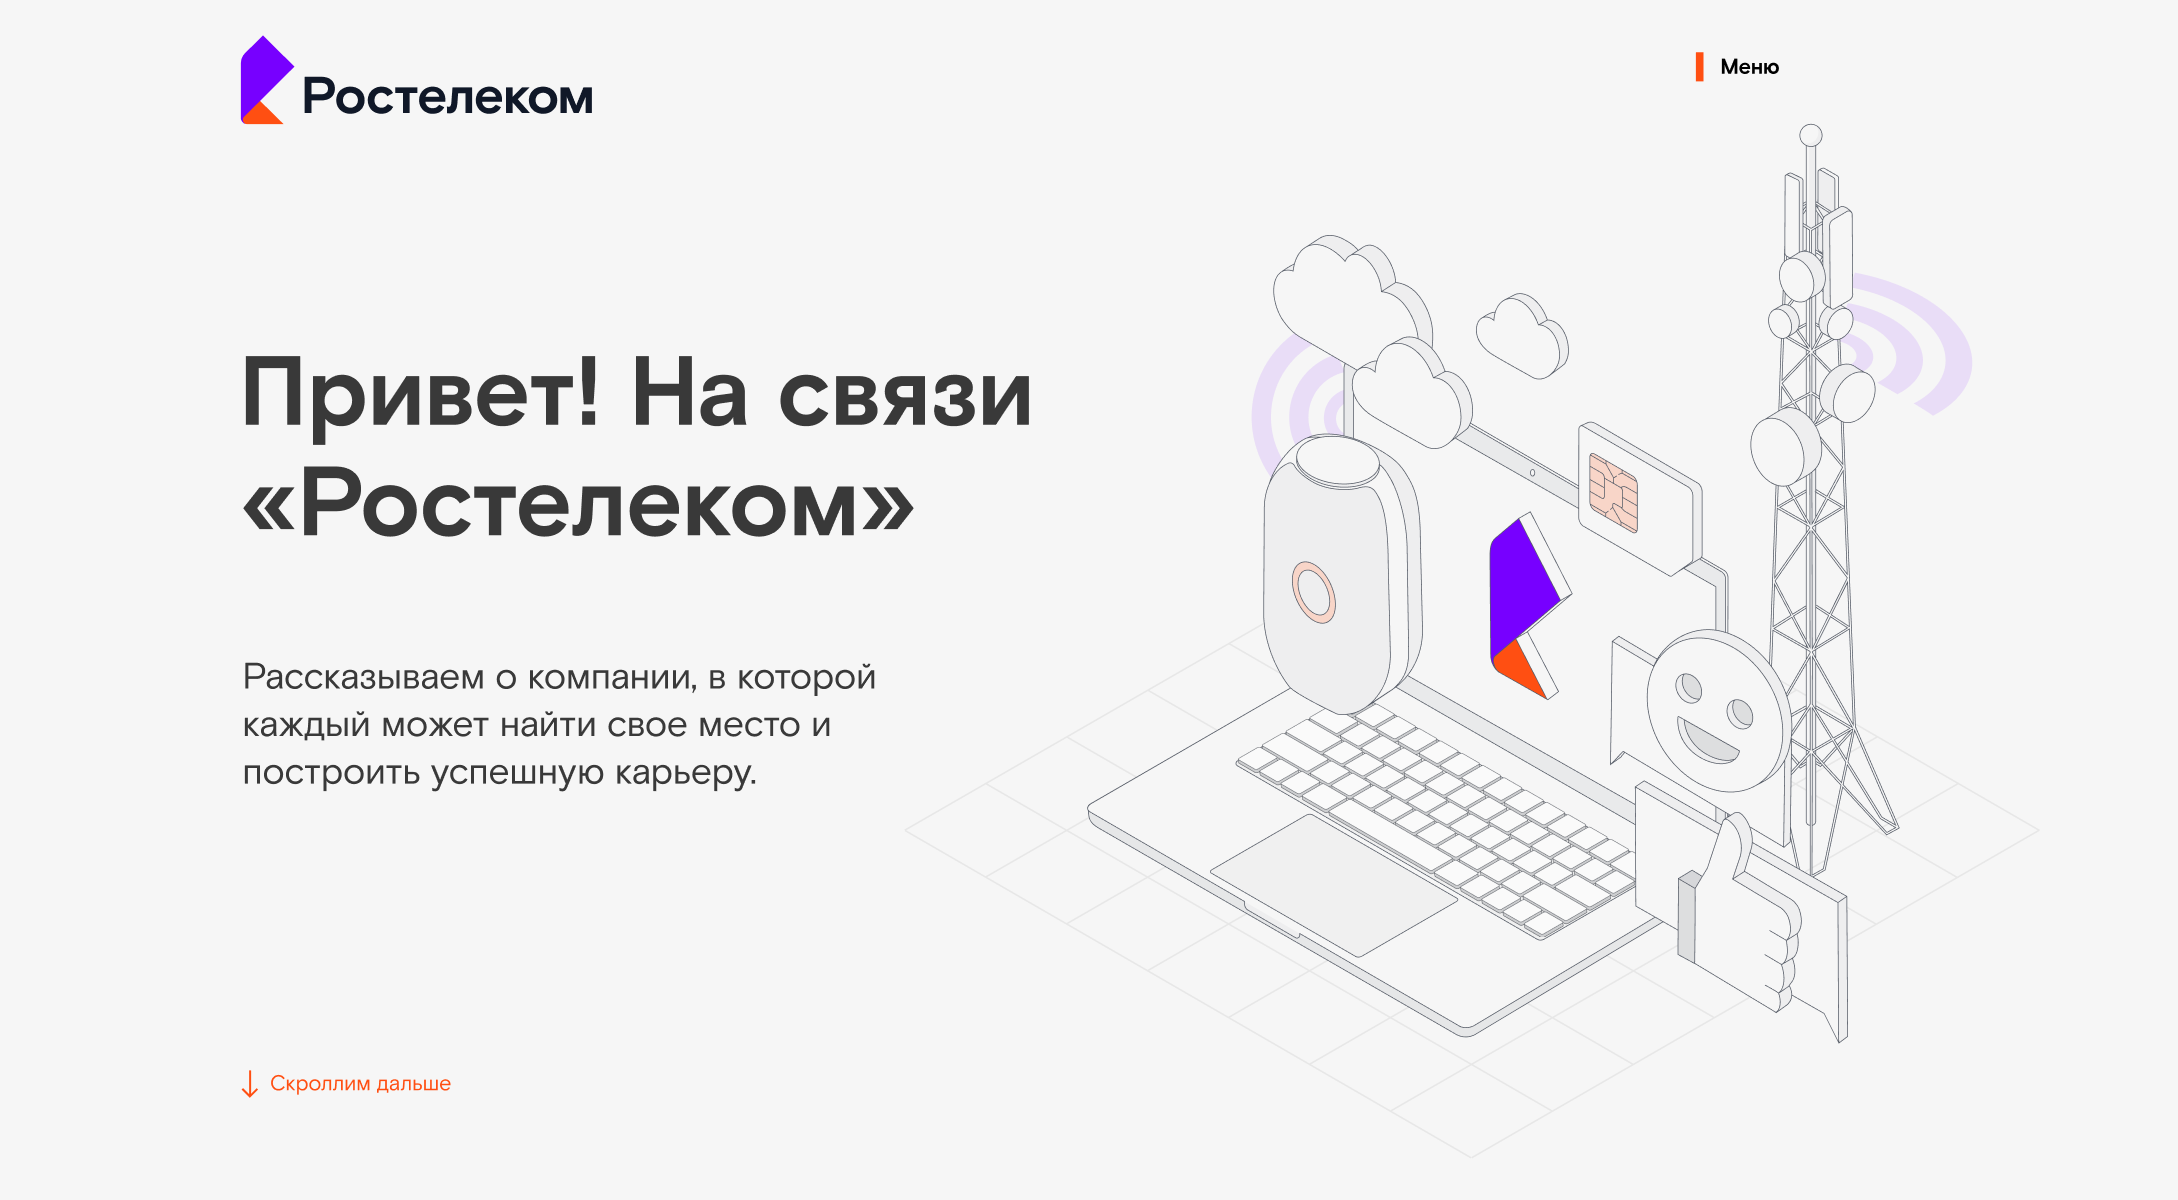 Ростелеком
Меню
Привет! На связи
«Ростелеком»
Рассказываем о компании, в которой
каждый может найти свое место и
построить успешную карьеру.
Скроллим дальше